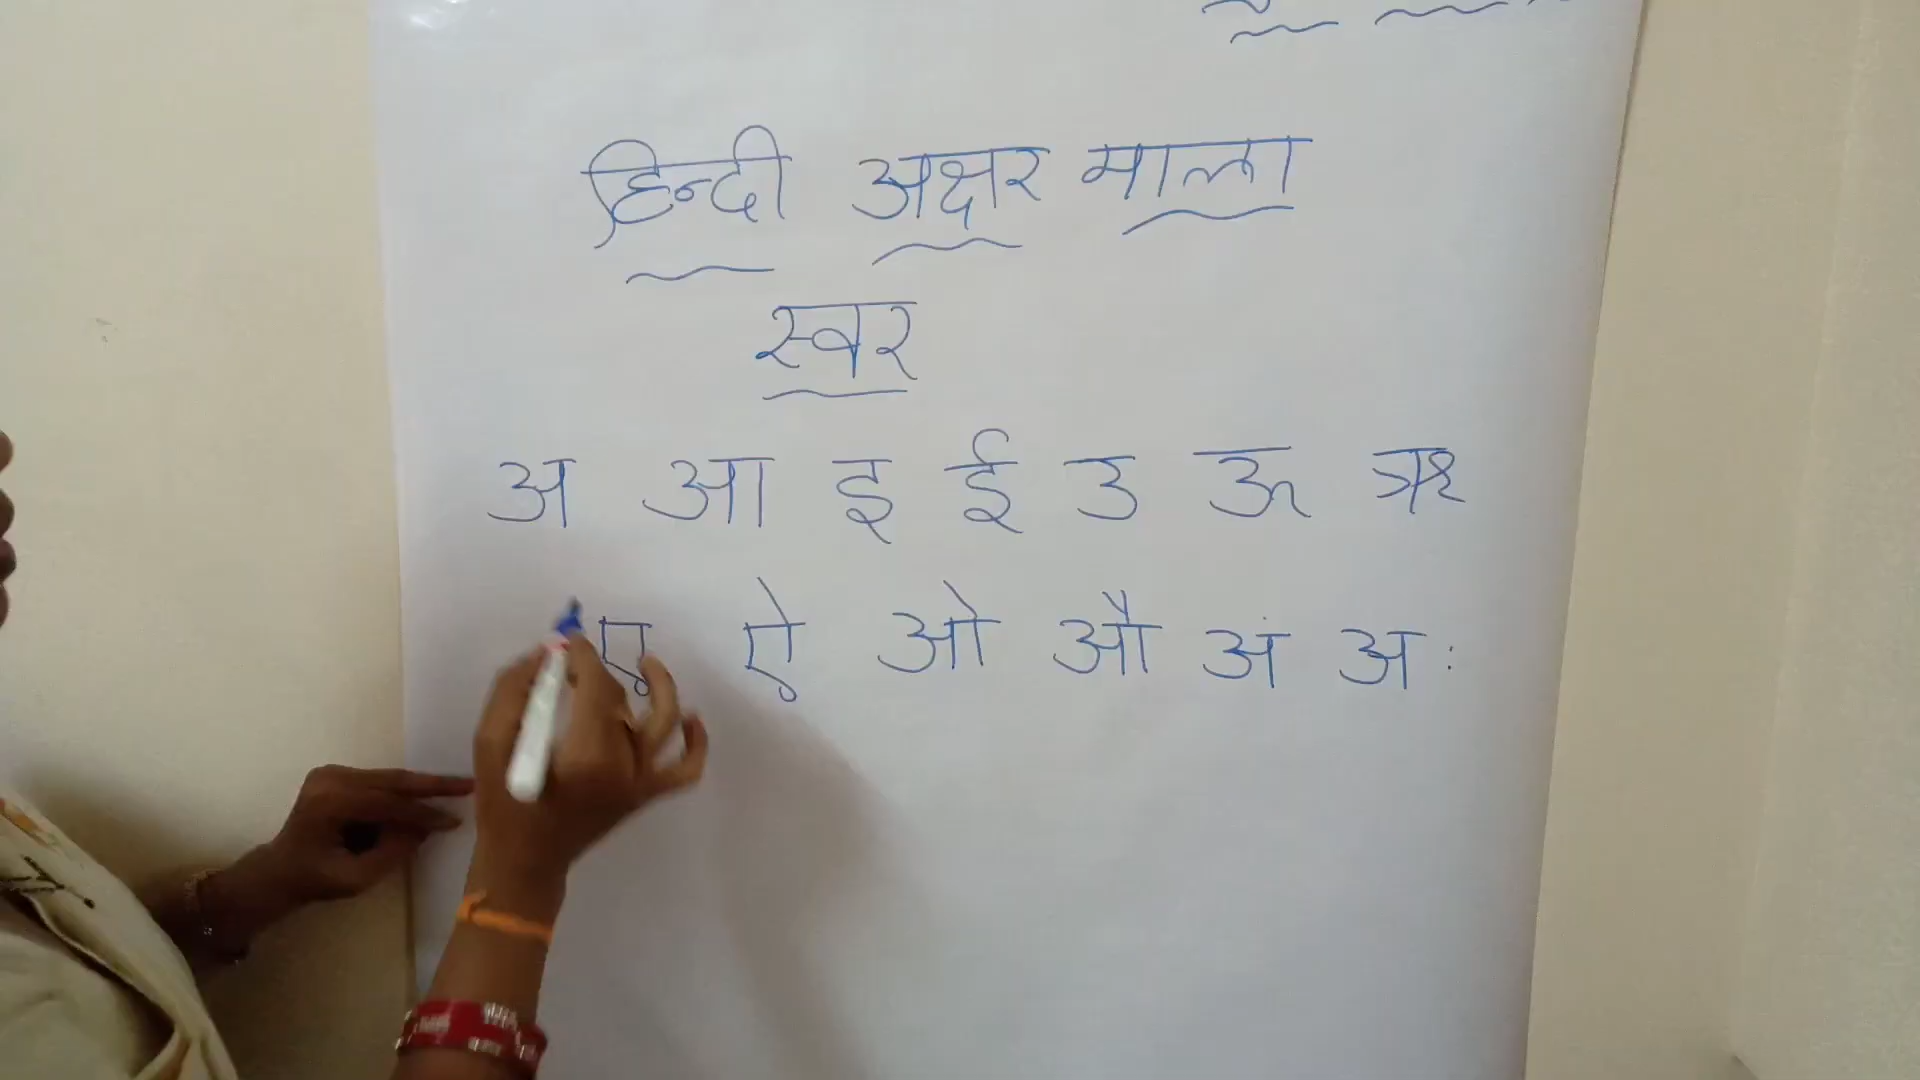 हिन्दी अक्षर माला
स्वर
अ आ इ ई उ ऊ ऋ
ए ऐ ओ औ अं अ: